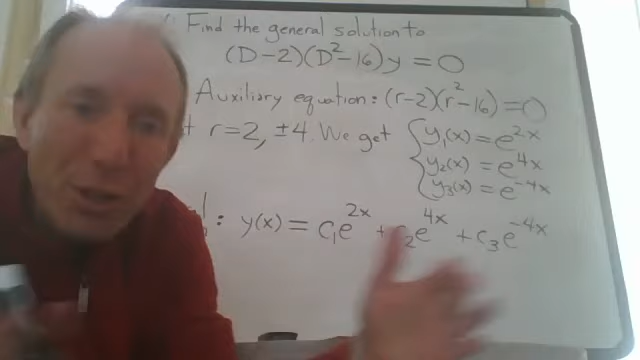 Find the general solution to
(D-2)(D²-16)y = 0
Auxiliary equation: (r-2)(r²-16)=0
r=2, ±4. We get { y₁(x) = e^{2x}
y₂(x) = e^{4x}
y₃(x) = e^{-4x}
: y(x) = c₁e^{2x} + c₂e^{4x} + c₃e^{-4x}